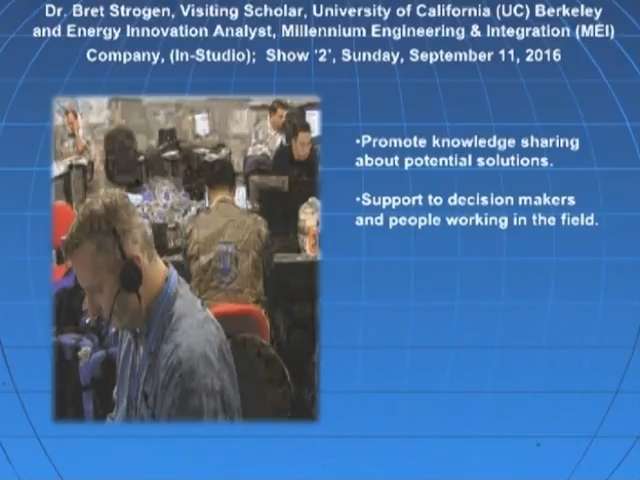 Dr. Bret Strogen, Visiting Scholar, University of California (UC) Berkeley
and Energy Innovation Analyst, Millennium Engineering & Integration (MEI)
Company, (In-Studio);  Show '2', Sunday, September 11, 2016
•Promote knowledge sharing
about potential solutions.
•Support to decision makers
and people working in the field.